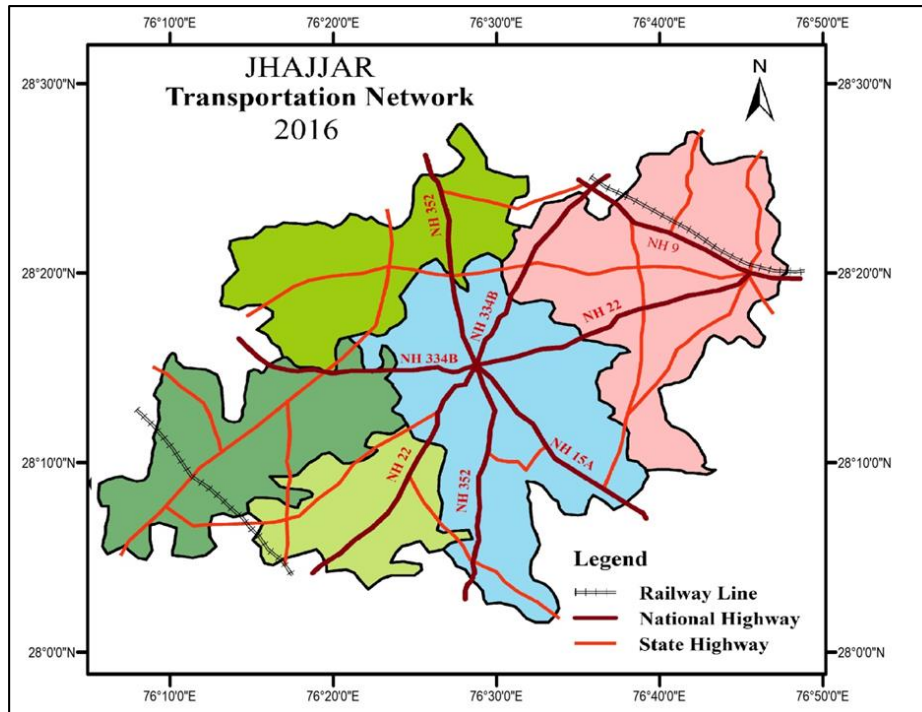 76°10'0"E
76°20'0"E
76°30'0"E
76°40'0"E
76°50'0"E
JHAJJAR
Transportation Network
2016
N
28°30'0"N
28°30'0"N
NH 352
NH 9
28°20'0"N
28°20'0"N
NH 334B
NH 22
NH 334B
28°10'0"N
28°10'0"N
NH 22
NH 352
NH 15A
Legend
Railway Line
National Highway
State Highway
28°0'0"N
28°0'0"N
76°10'0"E
76°20'0"E
76°30'0"E
76°40'0"E
76°50'0"E